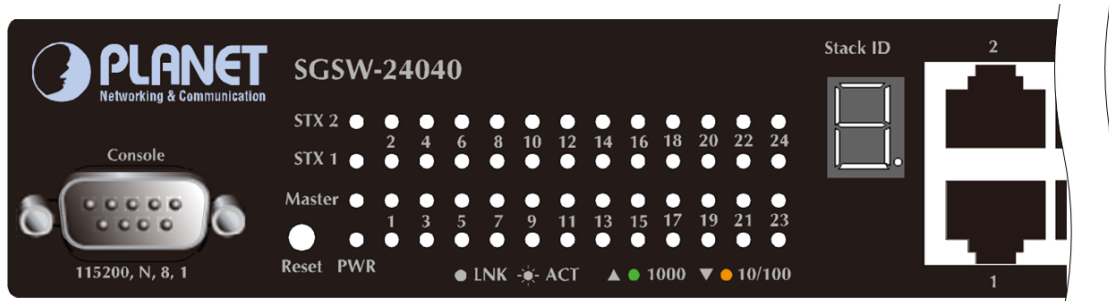 PLANET
Networking & Communication
SGSW-24040
Stack ID
2
STX 2
2 4 6 8 10 12 14 16 18 20 22 24
STX 1
Console
Master
1 3 5 7 9 11 13 15 17 19 21 23
115200, N, 8, 1
Reset PWR
LNK ACT 1000 10/100
1